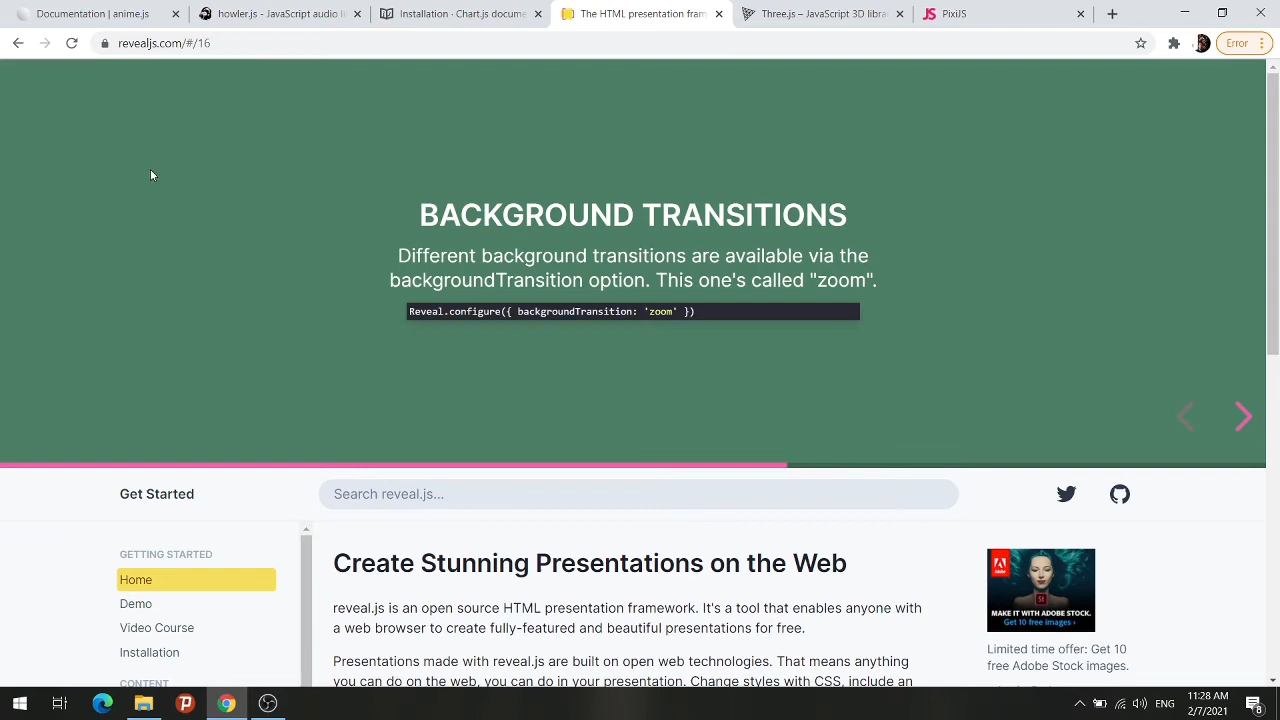 Documentation | anime.j
howler.js - JavaScript audio li
Installation · Chart.js docume
The HTML presentation fram
Three.js – JavaScript 3D libra
PixiJS
revealjs.com/#/16
Error
BACKGROUND TRANSITIONS
Different background transitions are available via the
backgroundTransition option. This one's called "zoom".
Reveal.configure({ backgroundTransition: 'zoom' })
Get Started
Search reveal.js...
GETTING STARTED
Home
Demo
Video Course
Installation
CONTENT
Create Stunning Presentations on the Web
reveal.js is an open source HTML presentation framework. It's a tool that enables anyone with
a web browser to create fully-featured and beautiful presentations for free.
Presentations made with reveal.js are built on open web technologies. That means anything
you can do on the web, you can do in your presentation. Change styles with CSS, include an
Adobe
St
MAKE IT WITH ADOBE STOCK.
Get 10 free images ›
Limited time offer: Get 10
free Adobe Stock images.
ENG
11:28 AM
2/7/2021
8